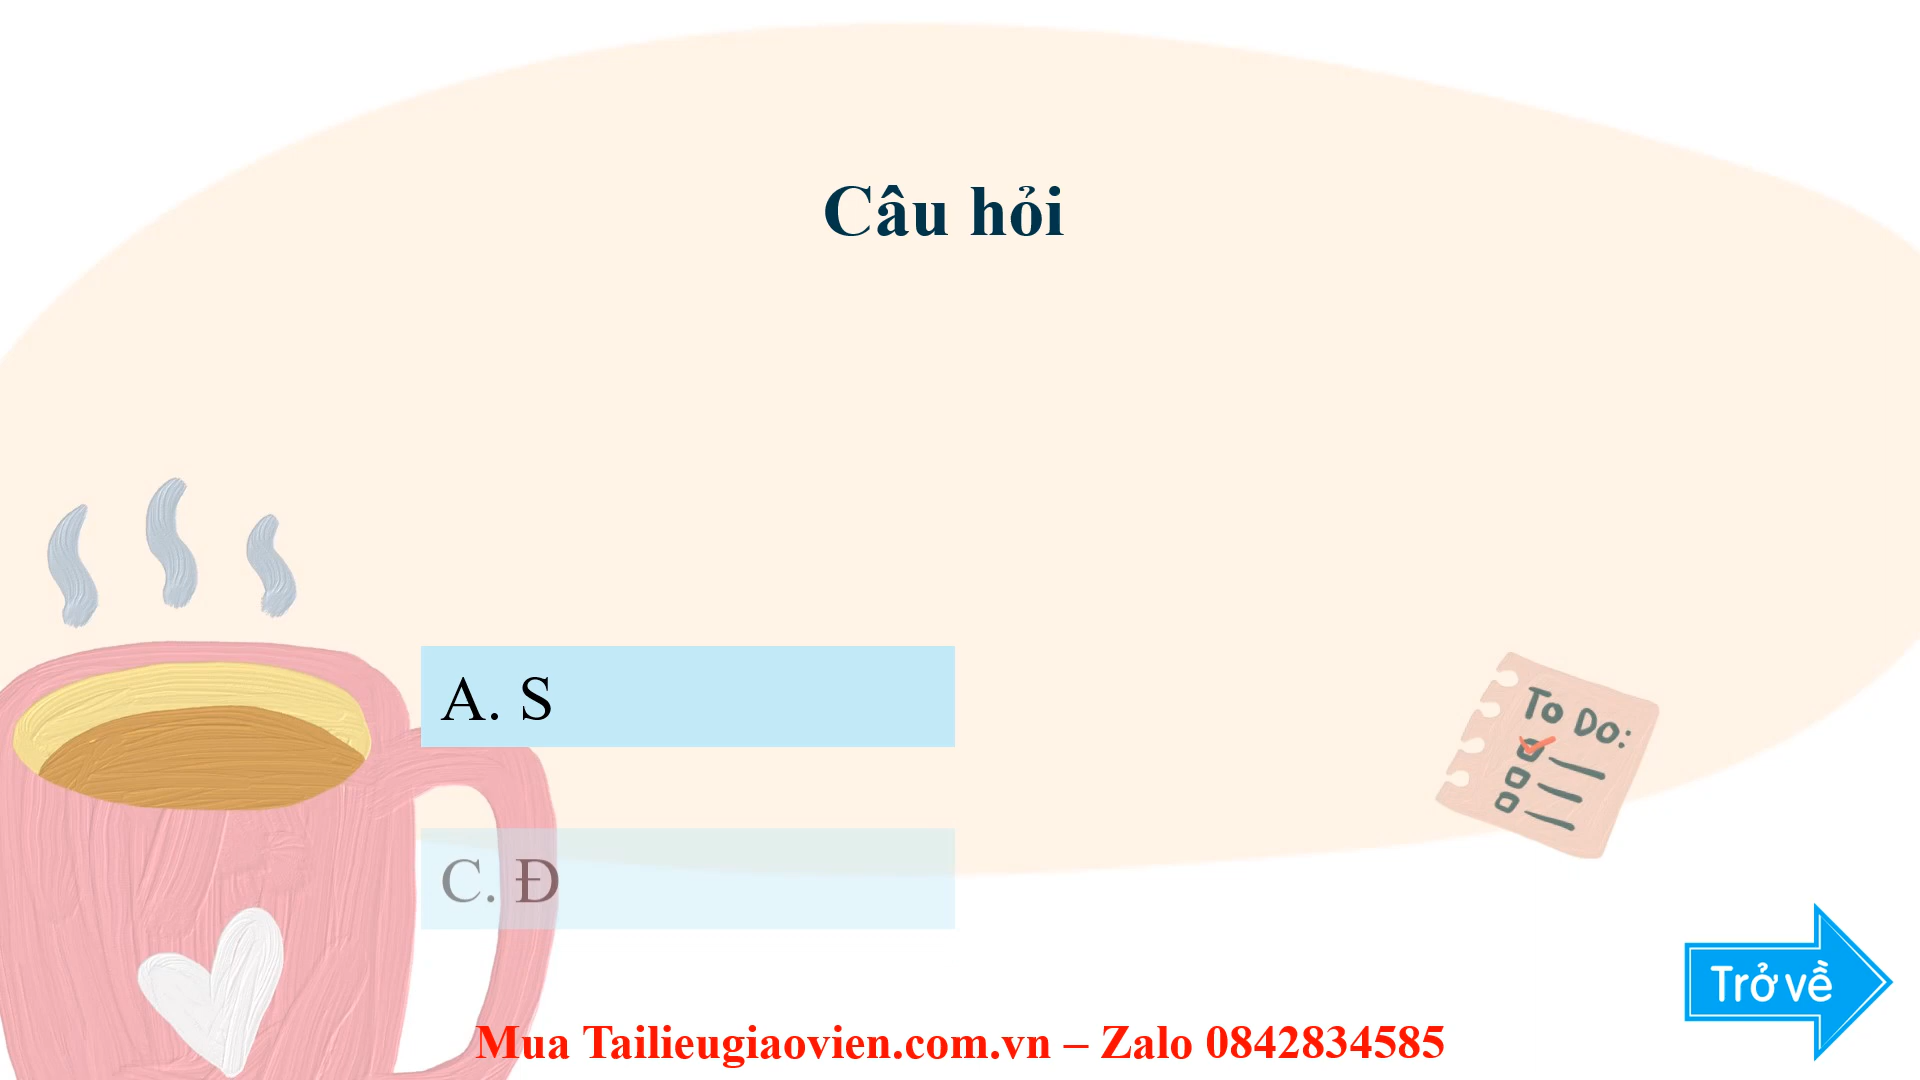 Câu hỏi
A. S
To Do:
C. Đ
Trở về
Mua Tailieugiaovien.com.vn – Zalo 0842834585